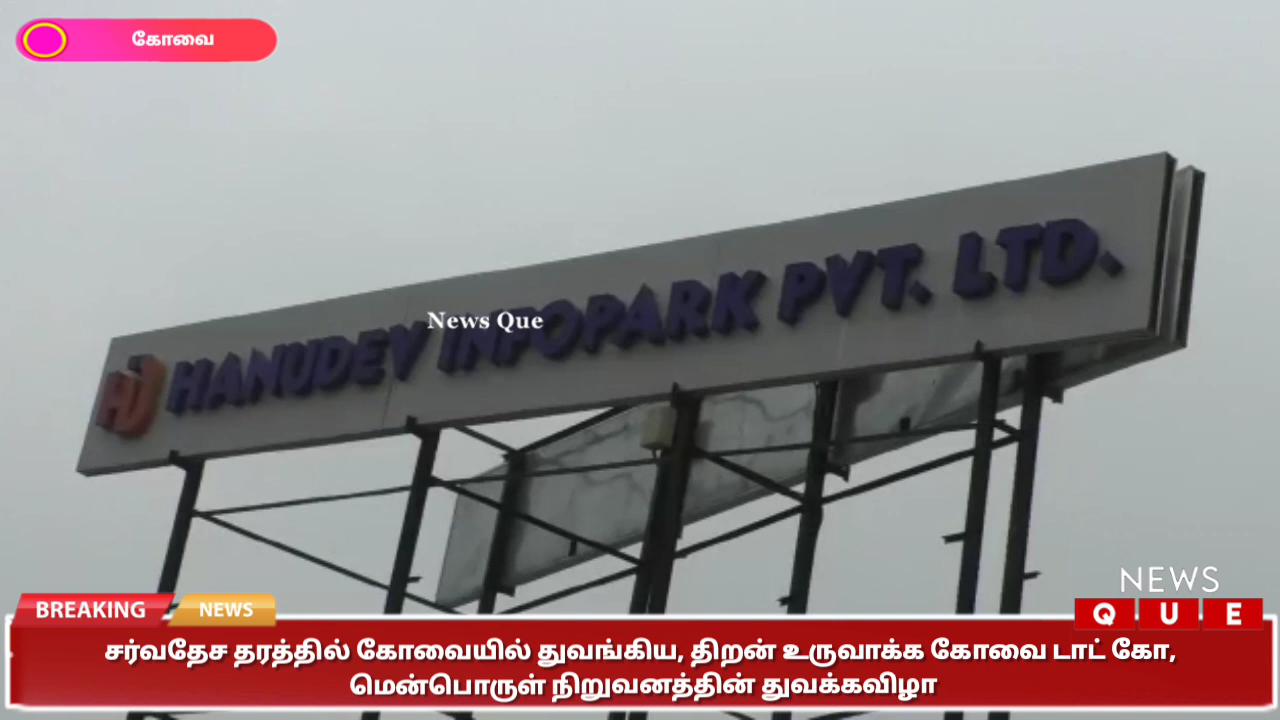 கோவை
HANUDEV INFOPARK PVT. LTD.
News Que
NEWS
QUE
BREAKING NEWS
சர்வதேச தரத்தில் கோவையில் துவங்கிய, திறன் உருவாக்க கோவை டாட் கோ,
மென்பொருள் நிறுவனத்தின் துவக்கவிழா